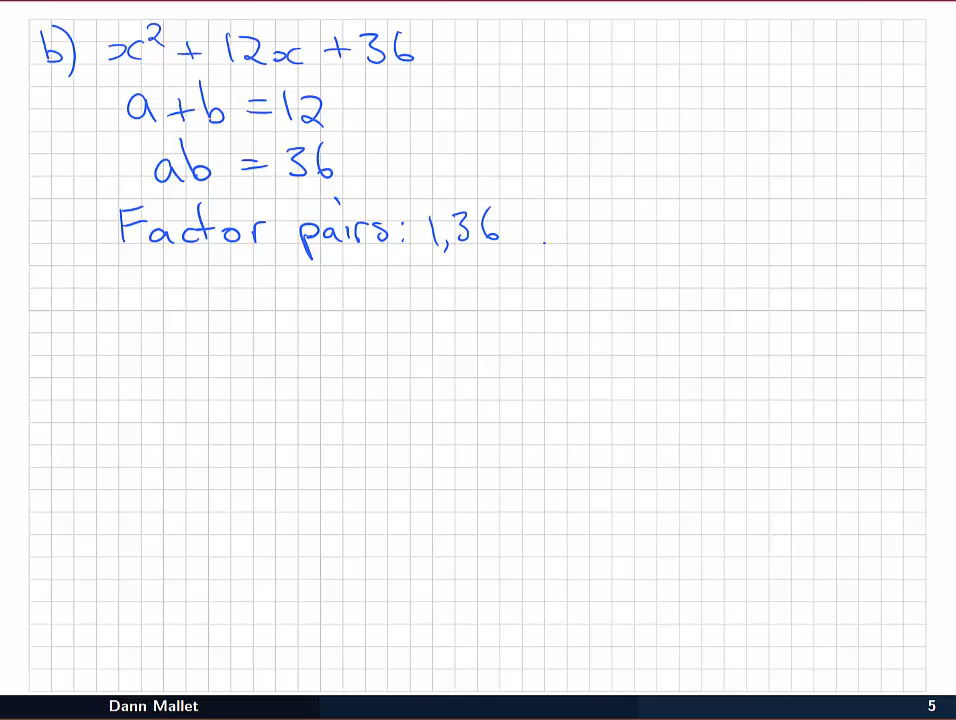 b) x² + 12x + 36
a + b = 12
ab = 36
Factor pairs: 1,36
Dann Mallet 5